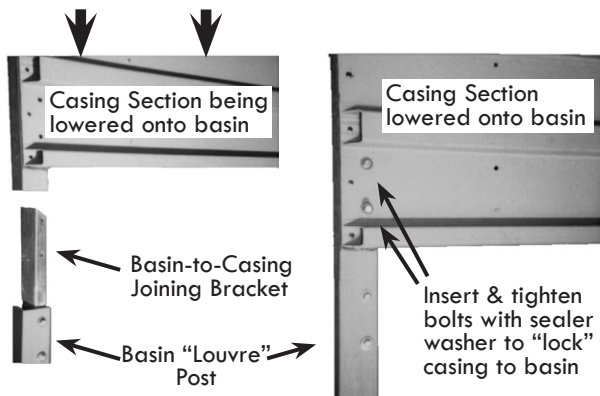 Casing Section being
lowered onto basin
Casing Section
lowered onto basin
Basin-to-Casing
Joining Bracket
Basin “Louvre”
Post
Insert & tighten
bolts with sealer
washer to “lock”
casing to basin